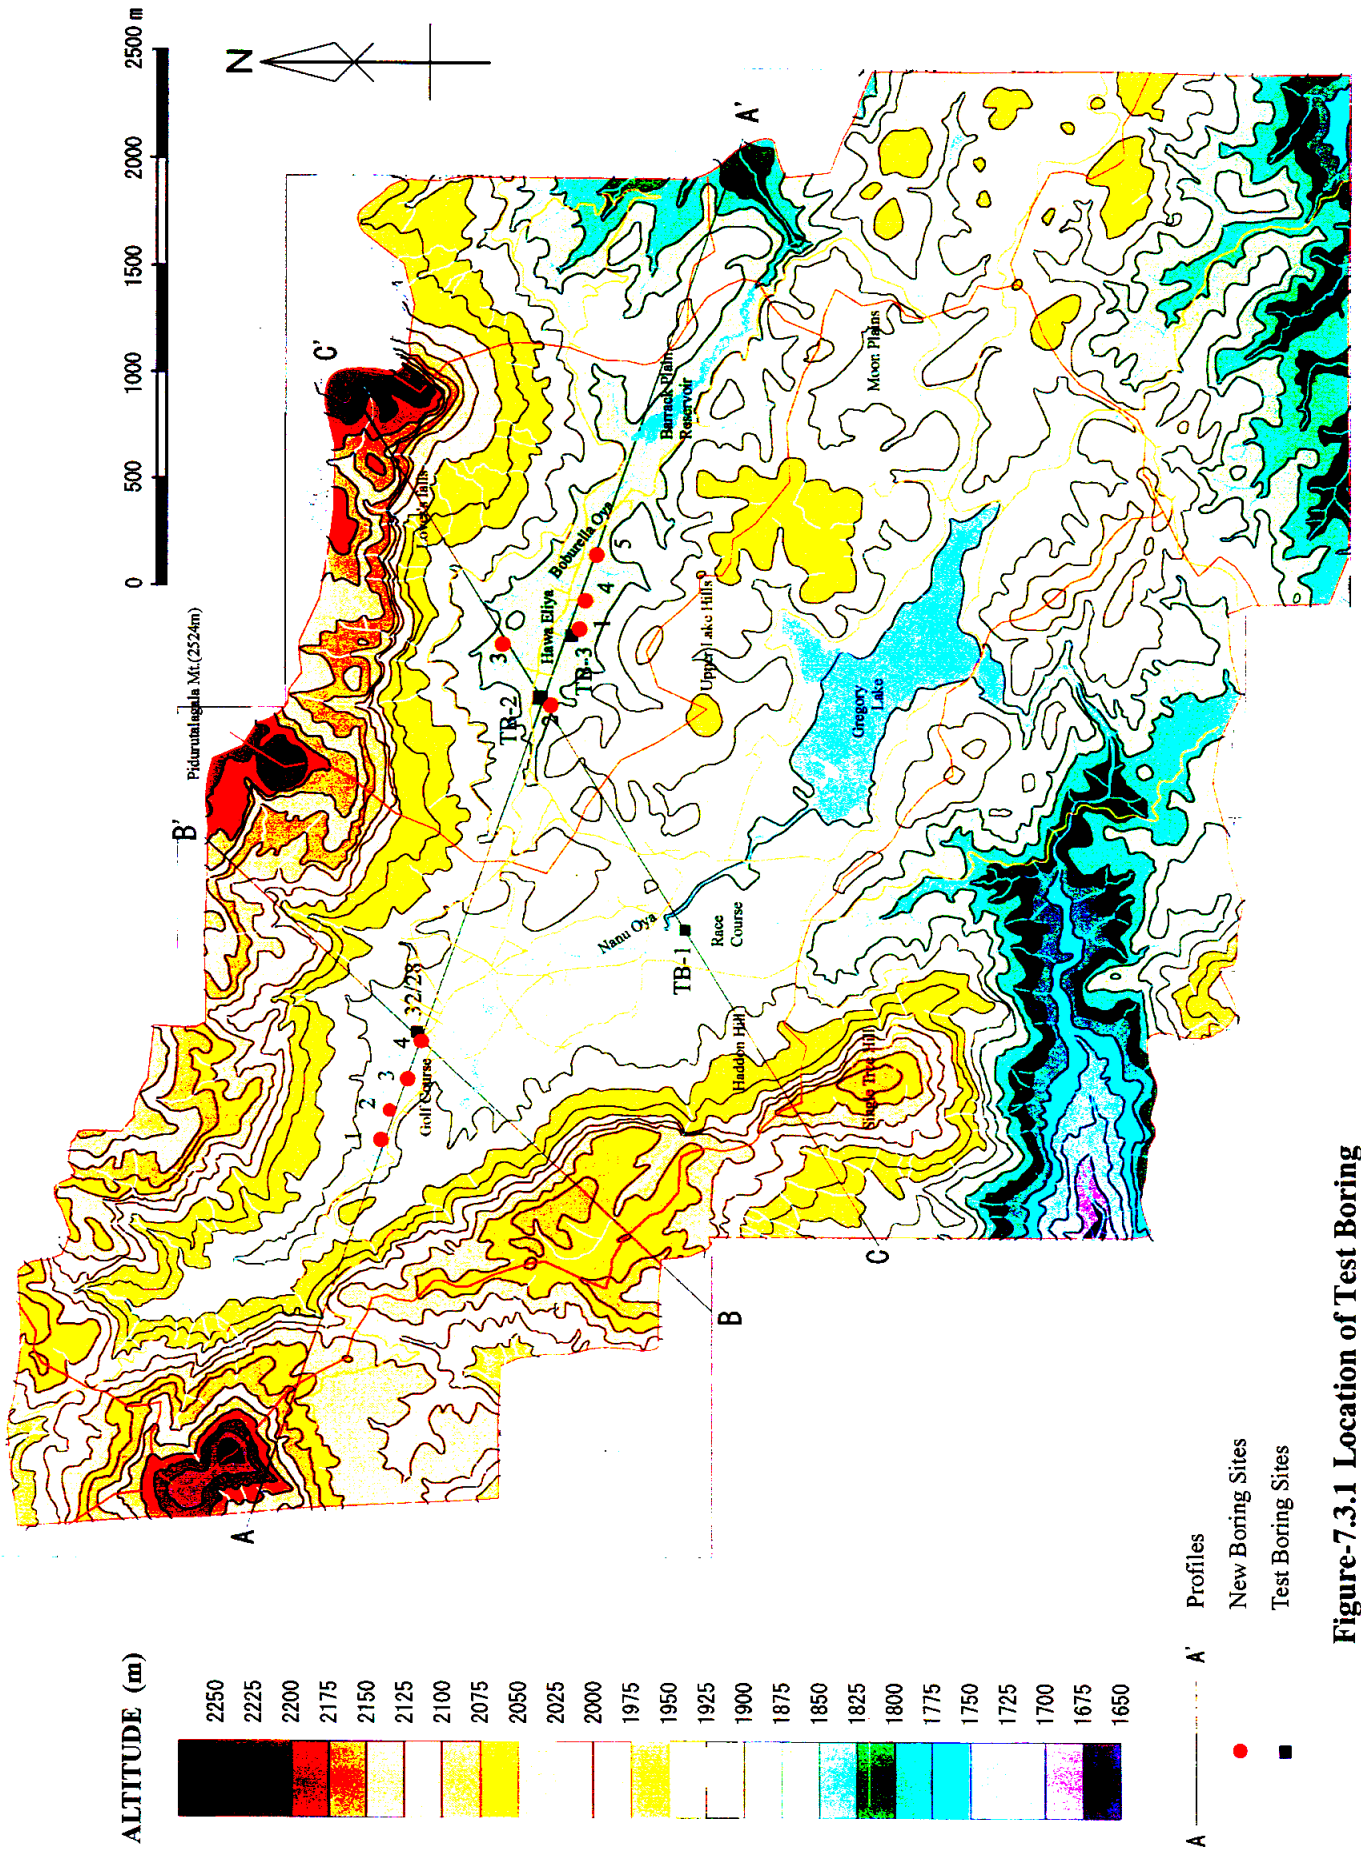 ALTITUDE (m)
2250
2225
2200
2175
2150
2125
2100
2075
2050
2025
2000
1975
1950
1925
1900
1875
1850
1825
1800
1775
1750
1725
1700
1675
1650
A
A'
Profiles
New Boring Sites
Test Boring Sites
0
500
1000
1500
2000
2500 m
N
Pidurutalagala Mt.(2524m)
B'
C'
A'
A
B
C
Lover's Falls
1
2
3
4
32/28
Golf Course
TB-2
2
3
Hawa Eliya
Boburella Oya
TB-3
1
4
5
Barrack Plain
Reservoir
Moon Plains
Upper Lake Hills
Gregory
Lake
Nanu Oya
TB-1
Race
Course
Haddon Hill
Single Tree Hill
Figure-7.3.1 Location of Test Boring